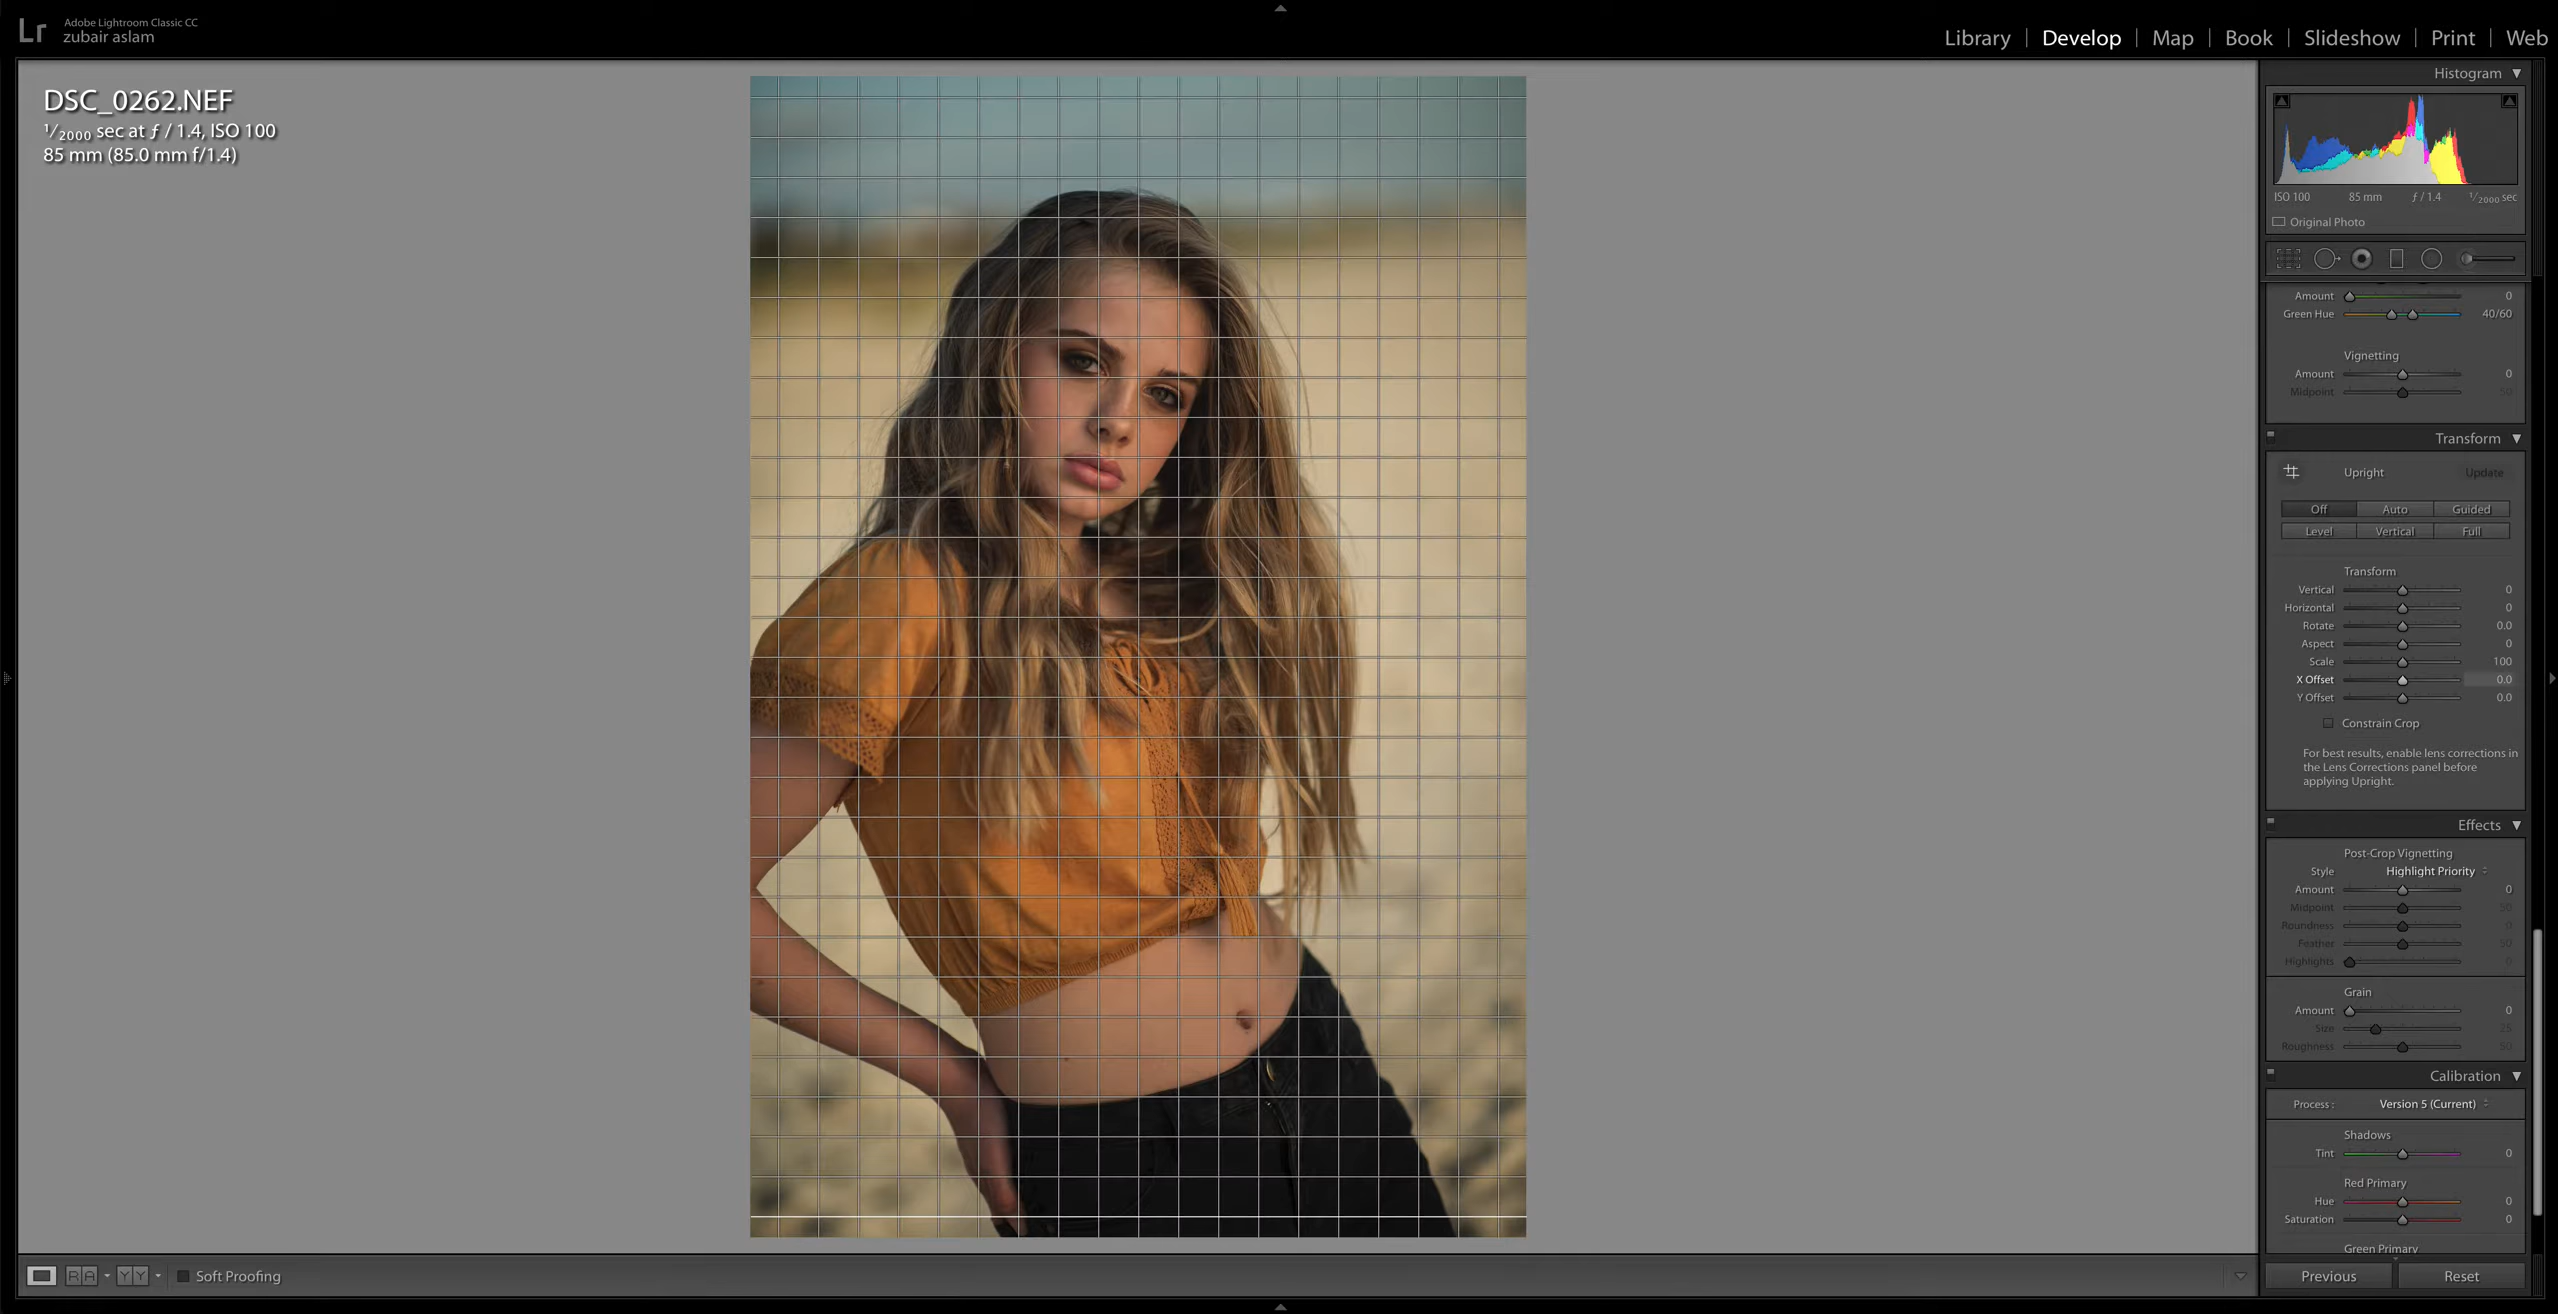 Lr
Adobe Lightroom Classic CC
zubair aslam
Library | Develop | Map | Book | Slideshow | Print | Web
DSC_0262.NEF
1/2000 sec at ƒ / 1.4, ISO 100
85 mm (85.0 mm f/1.4)
Histogram
ISO 100 85 mm ƒ / 1.4 1/2000 sec
Original Photo
Amount 0
Green Hue 40/60
Vignetting
Amount 0
Midpoint 50
Transform
Upright Update
Off Auto Guided
Level Vertical Full
Transform
Vertical 0
Horizontal 0
Rotate 0.0
Aspect 0
Scale 100
X Offset 0.0
Y Offset 0.0
Constrain Crop
For best results, enable lens corrections in
the Lens Corrections panel before
applying Upright.
Effects
Post-Crop Vignetting
Style Highlight Priority
Amount 0
Midpoint 50
Roundness 0
Feather 50
Highlights 0
Grain
Amount 0
Size 25
Roughness 50
Calibration
Process : Version 5 (Current)
Shadows
Tint 0
Red Primary
Hue 0
Saturation 0
Green Primary
R A Y Y Soft Proofing
Previous Reset